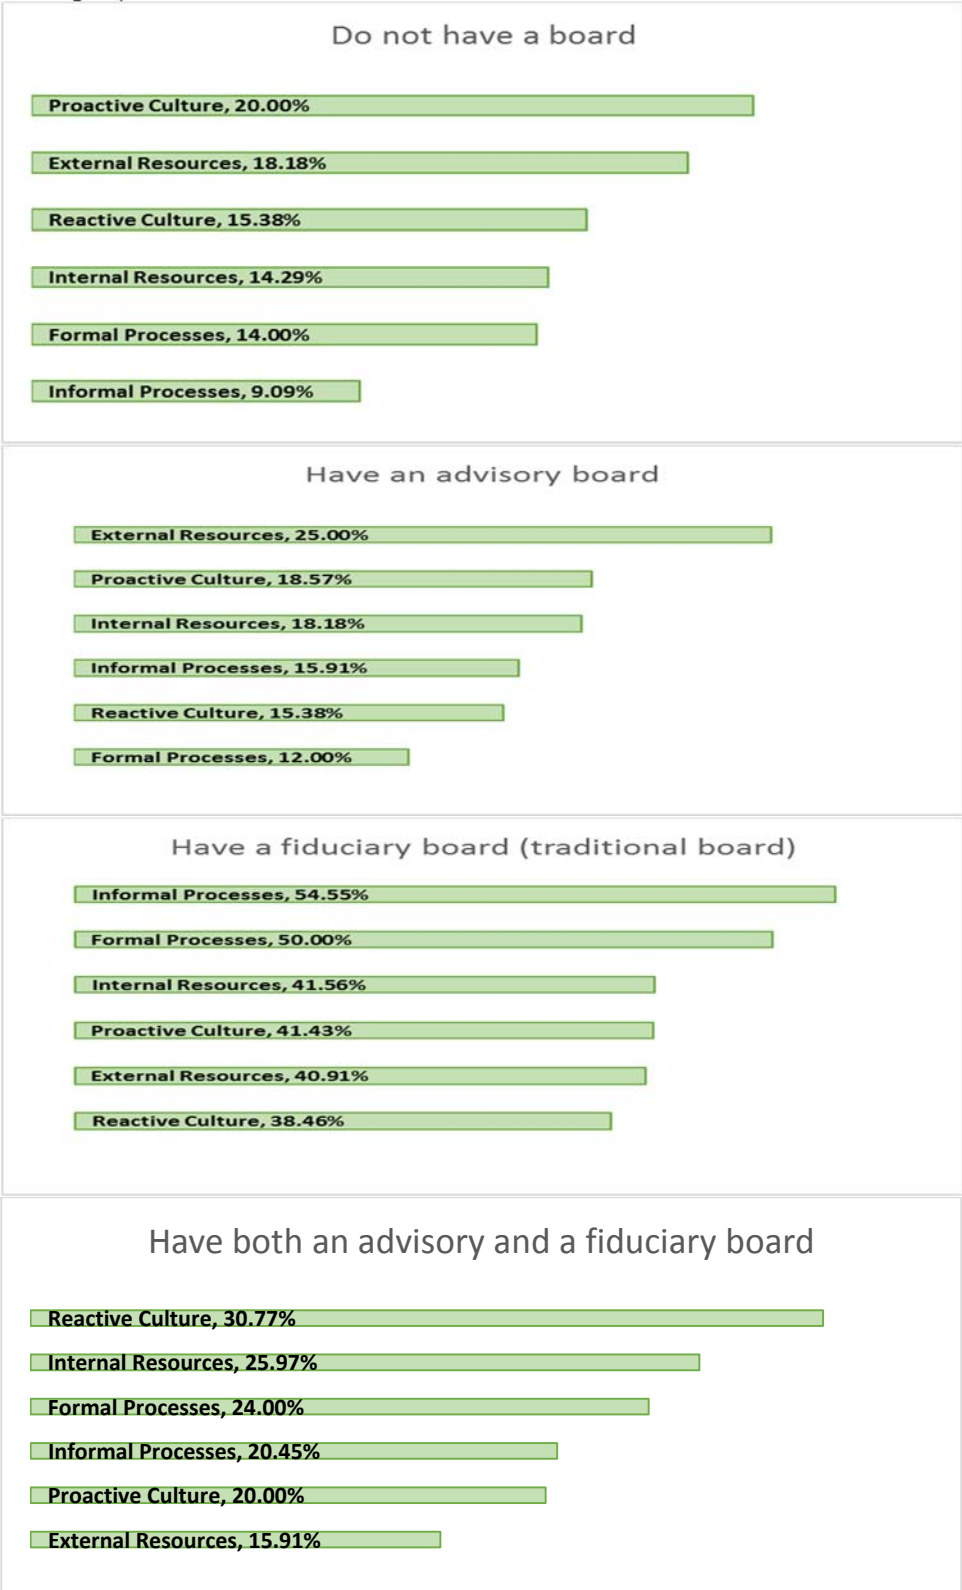 Do not have a board
Proactive Culture, 20.00%
External Resources, 18.18%
Reactive Culture, 15.38%
Internal Resources, 14.29%
Formal Processes, 14.00%
Informal Processes, 9.09%
Have an advisory board
External Resources, 25.00%
Proactive Culture, 18.57%
Internal Resources, 18.18%
Informal Processes, 15.91%
Reactive Culture, 15.38%
Formal Processes, 12.00%
Have a fiduciary board (traditional board)
Informal Processes, 54.55%
Formal Processes, 50.00%
Internal Resources, 41.56%
Proactive Culture, 41.43%
External Resources, 40.91%
Reactive Culture, 38.46%
Have both an advisory and a fiduciary board
Reactive Culture, 30.77%
Internal Resources, 25.97%
Formal Processes, 24.00%
Informal Processes, 20.45%
Proactive Culture, 20.00%
External Resources, 15.91%